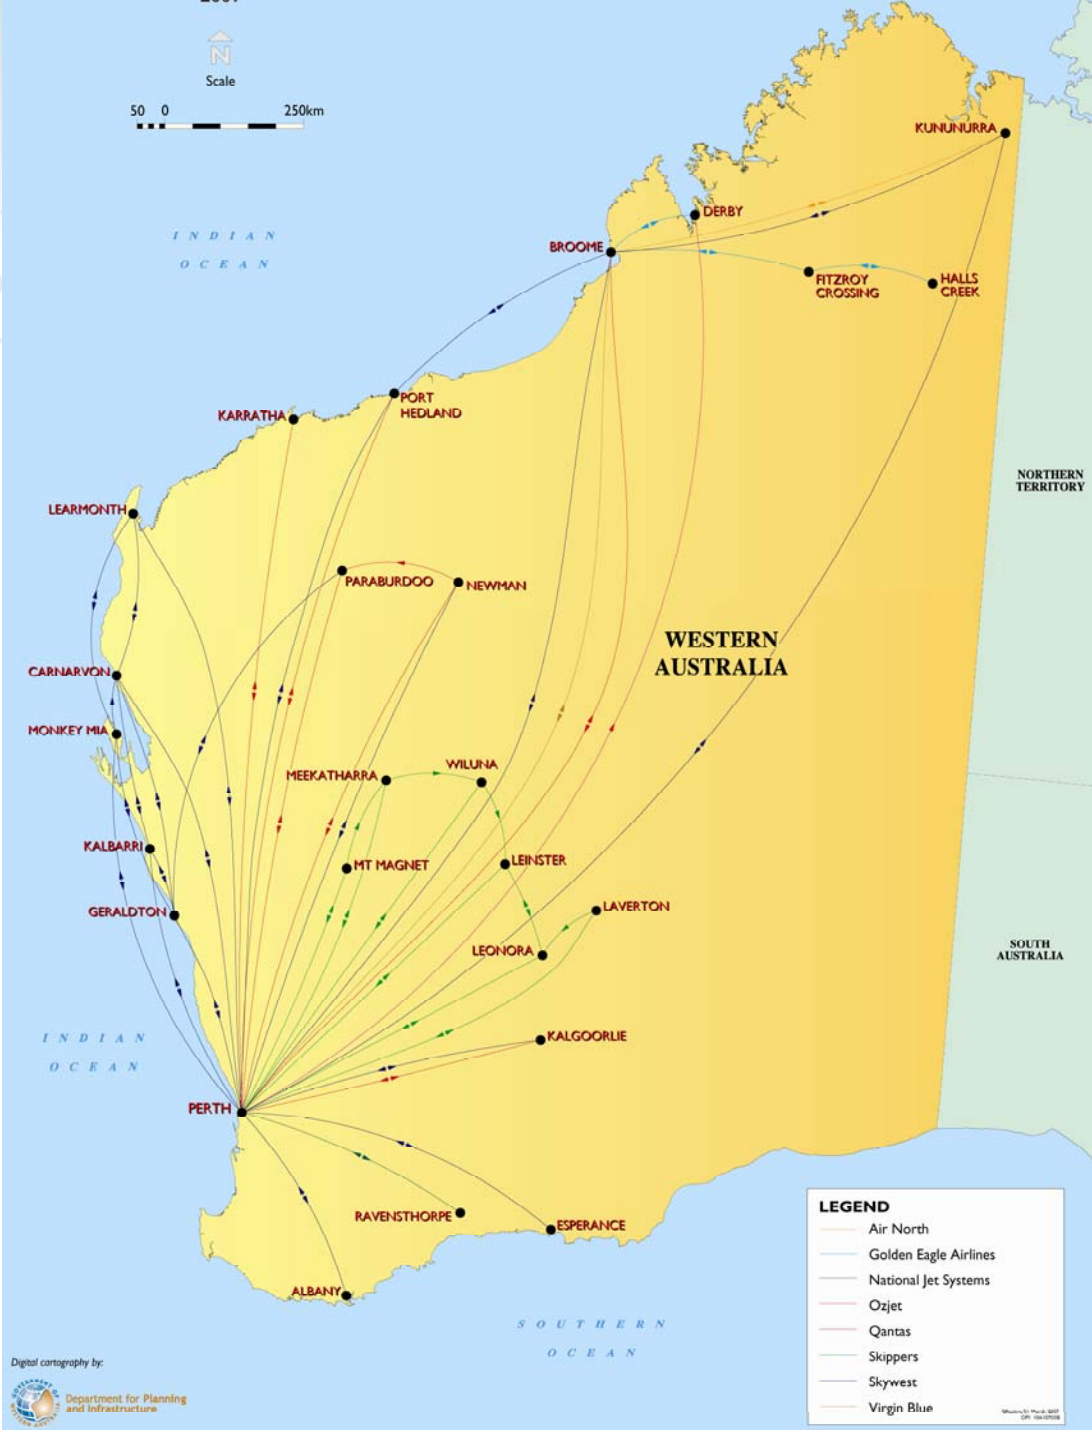 N
Scale
50 0 250km
KUNUNURRA
DERBY
INDIAN
OCEAN
BROOME
FITZROY
CROSSING
HALLS
CREEK
PORT
HEDLAND
KARRATHA
NORTHERN
TERRITORY
LEARMONTH
PARABURDOO
NEWMAN
WESTERN
AUSTRALIA
CARNARVON
MONKEY MIA
WILUNA
MEEKATHARRA
KALBARRI
MT MAGNET
LEINSTER
GERALDTON
LAVERTON
LEONORA
SOUTH
AUSTRALIA
INDIAN
OCEAN
KALGOORLIE
PERTH
RAVENSTHORPE
ESPERANCE
ALBANY
SOUTHERN
OCEAN
LEGEND
Air North
Golden Eagle Airlines
National Jet Systems
Ozjet
Qantas
Skippers
Skywest
Virgin Blue
Digital cartography by:
Department for Planning
and Infrastructure